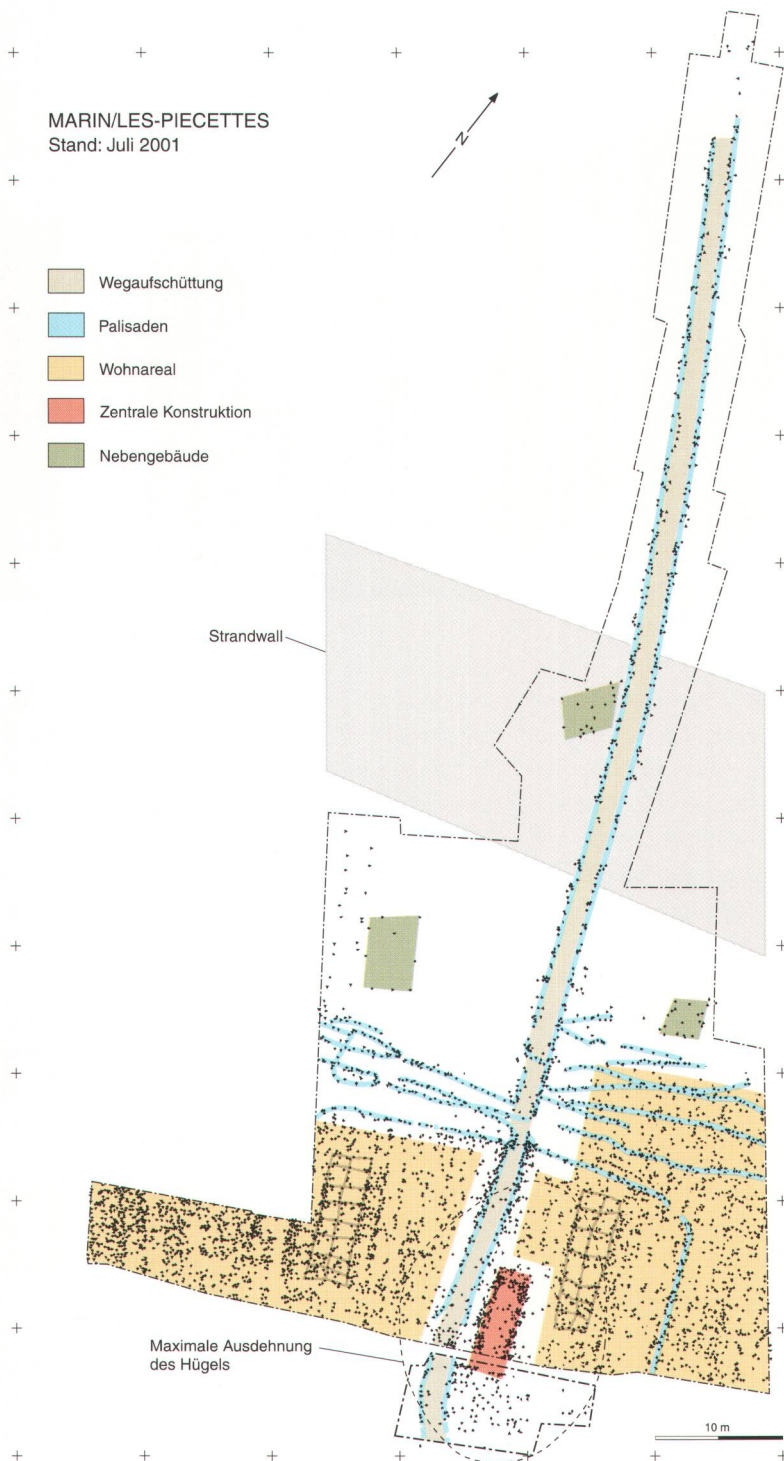 MARIN/LES-PIECETTES
Stand: Juli 2001
N
Wegaufschüttung
Palisaden
Wohnareal
Zentrale Konstruktion
Nebengebäude
Strandwall
Maximale Ausdehnung
des Hügels
10 m